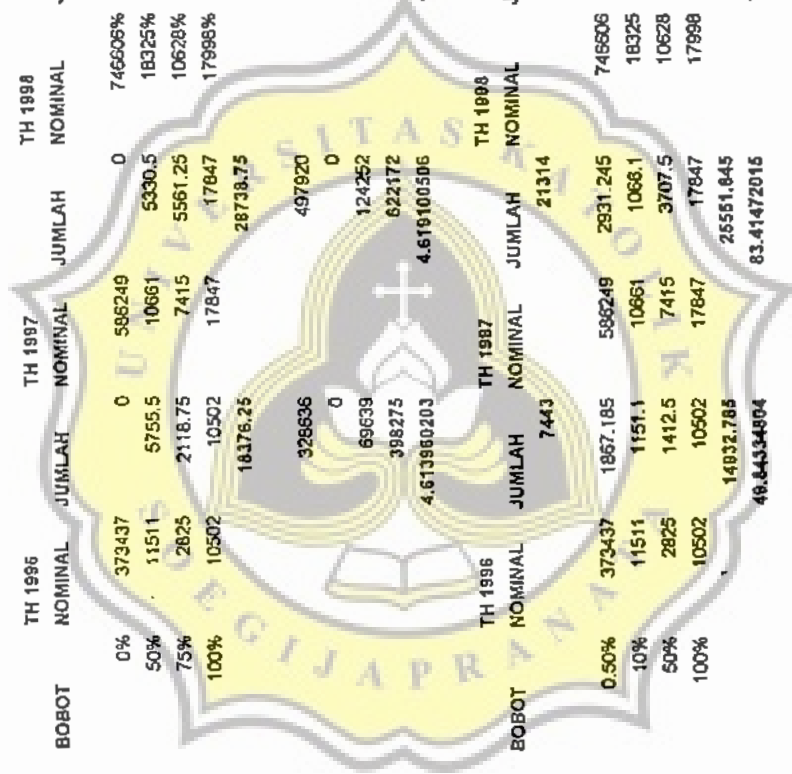 TH 1996 TH 1997 TH 1998
BOBOT NOMINAL JUMLAH NOMINAL JUMLAH NOMINAL
0% 373437 0 586249 0 746606%
50% 11511 5755.5 10661 5330.5 18325%
75% 2825 2118.75 7415 5561.25 10628%
100% 10502 10502 17847 17847 17998%
18376.25 28738.75
328636 497920
0 0
69639 124252
398275 622172
4.613960203 4.619100506
TH 1996 TH 1997 TH 1998
BOBOT NOMINAL JUMLAH NOMINAL JUMLAH NOMINAL
7443 21314
0.50% 373437 1867.185 586249 2931.245 746606
10% 11511 1151.1 10661 1066.1 18325
50% 2825 1412.5 7415 3707.5 10628
100% 10502 10502 17847 17847 17998
14932.785 25551.845
49.84334804 83.41472015
UNIVERSITAS KATOLIK
SOEGIJAPRANATA